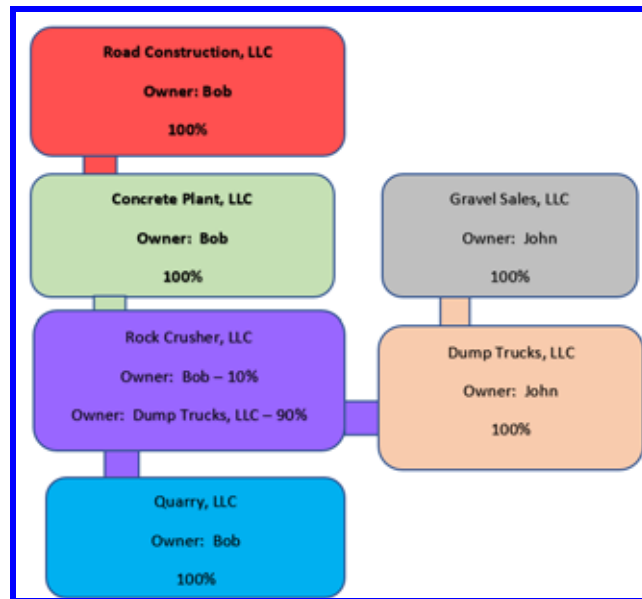 Road Construction, LLC
Owner: Bob
100%
Concrete Plant, LLC
Owner: Bob
100%
Gravel Sales, LLC
Owner: John
100%
Rock Crusher, LLC
Owner: Bob – 10%
Owner: Dump Trucks, LLC – 90%
Dump Trucks, LLC
Owner: John
100%
Quarry, LLC
Owner: Bob
100%